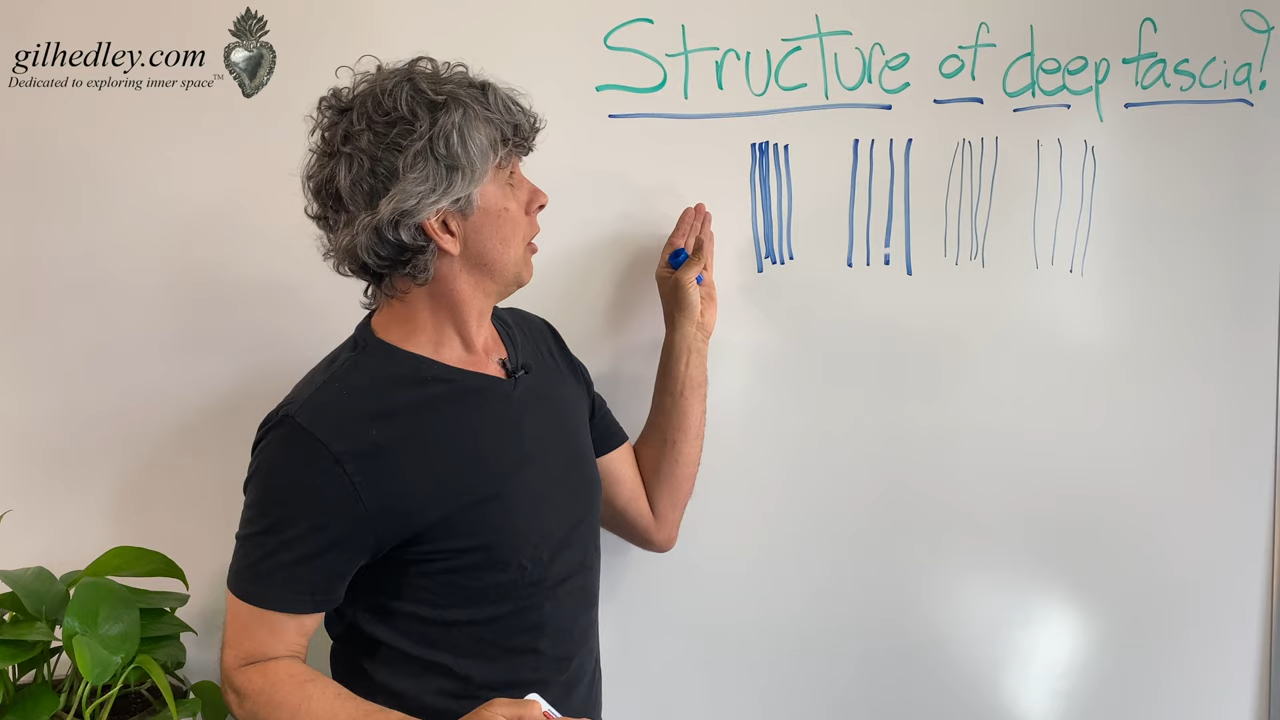 gilhedley.com
Dedicated to exploring inner space™
Structure of deep fascia!